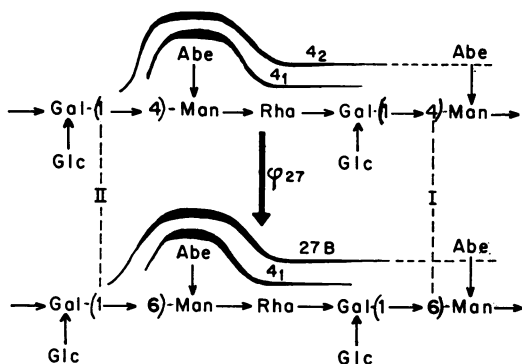 4₂
Abe Abe
4₁
Gal-(1 4)-Man Rha Gal-(1 4)-Man
Glc Glc
φ27
II I
27 B
Abe Abe
4₁
Gal-(1 6)-Man Rha Gal-(1 6)-Man
Glc Glc